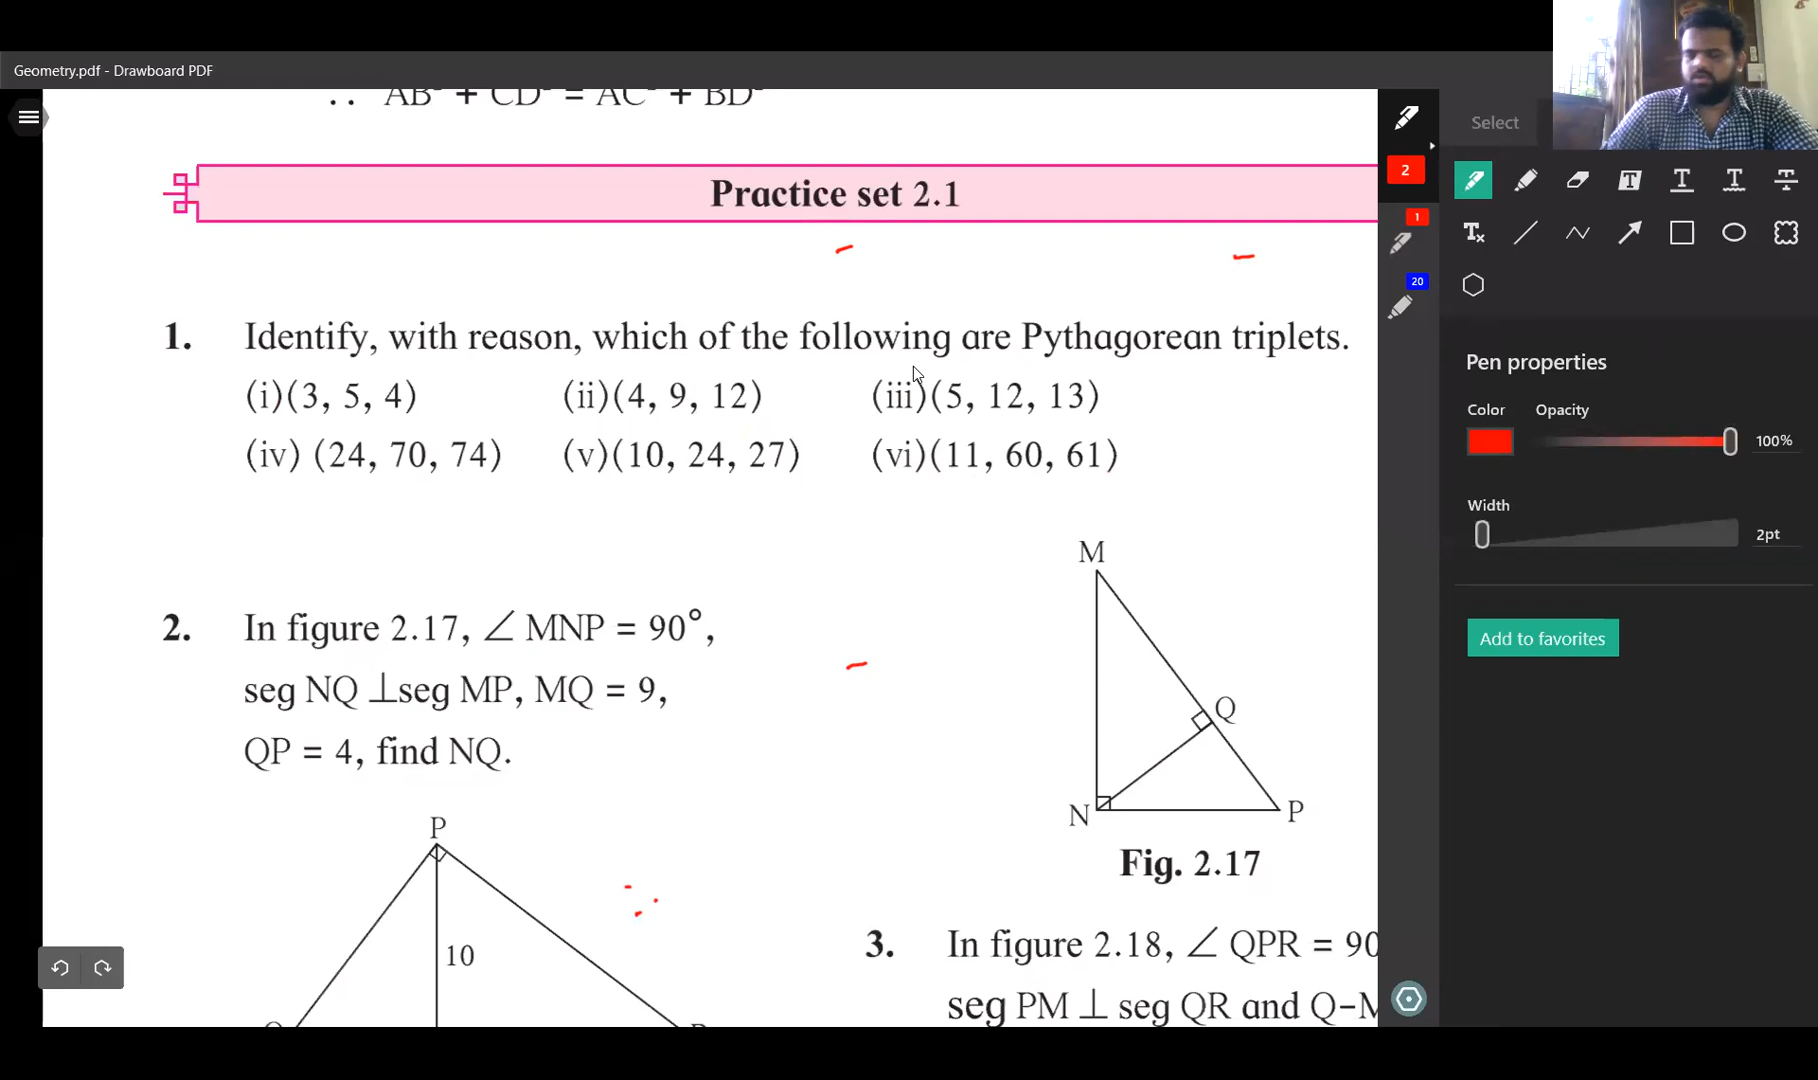 Geometry.pdf - Drawboard PDF
∴ AB² + CD² = AC² + BD²
Practice set 2.1
1. Identify, with reason, which of the following are Pythagorean triplets.
(i)(3, 5, 4) (ii)(4, 9, 12) (iii)(5, 12, 13)
(iv) (24, 70, 74) (v)(10, 24, 27) (vi)(11, 60, 61)
2. In figure 2.17, ∠ MNP = 90°,
seg NQ ⊥seg MP, MQ = 9,
QP = 4, find NQ.
M
Q
N
P
Fig. 2.17
P
10
3. In figure 2.18, ∠ QPR = 90
seg PM ⊥ seg QR and Q–M
2
1
20
Select
Pen properties
Color Opacity
100%
Width
2pt
Add to favorites